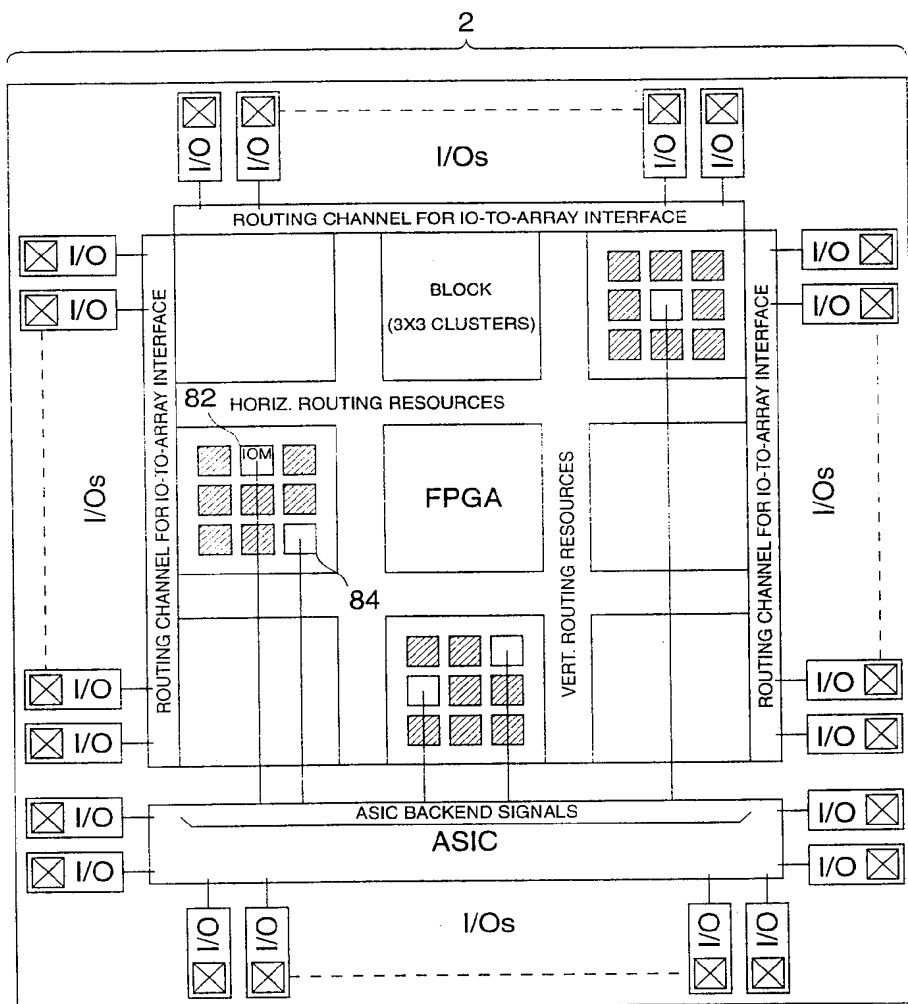 2
I/O
I/O
I/O
I/O
I/Os
ROUTING CHANNEL FOR IO-TO-ARRAY INTERFACE
I/O
I/O
I/O
I/O
ROUTING CHANNEL FOR IO-TO-ARRAY INTERFACE
I/Os
BLOCK
(3X3 CLUSTERS)
82
HORIZ. ROUTING RESOURCES
IOM
FPGA
84
VERT. ROUTING RESOURCES
ROUTING CHANNEL FOR IO-TO-ARRAY INTERFACE
I/Os
I/O
I/O
I/O
I/O
I/O
I/O
ASIC BACKEND SIGNALS
ASIC
I/O
I/O
I/O
I/O
I/Os
I/O
I/O